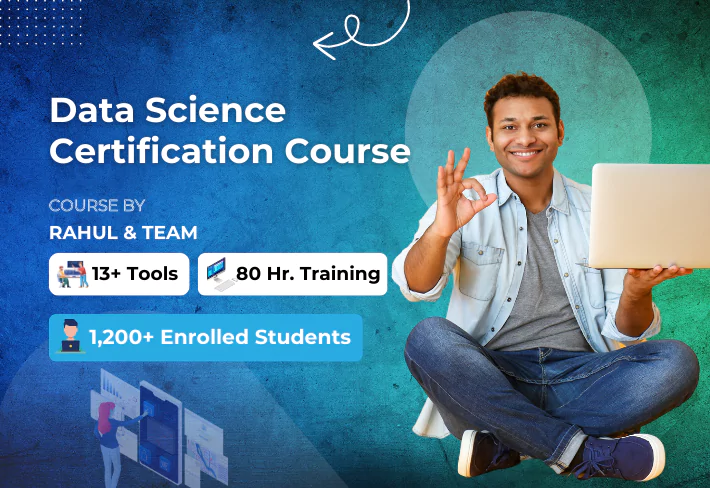 Data Science
Certification Course
COURSE BY
RAHUL & TEAM
13+ Tools
80 Hr. Training
1,200+ Enrolled Students